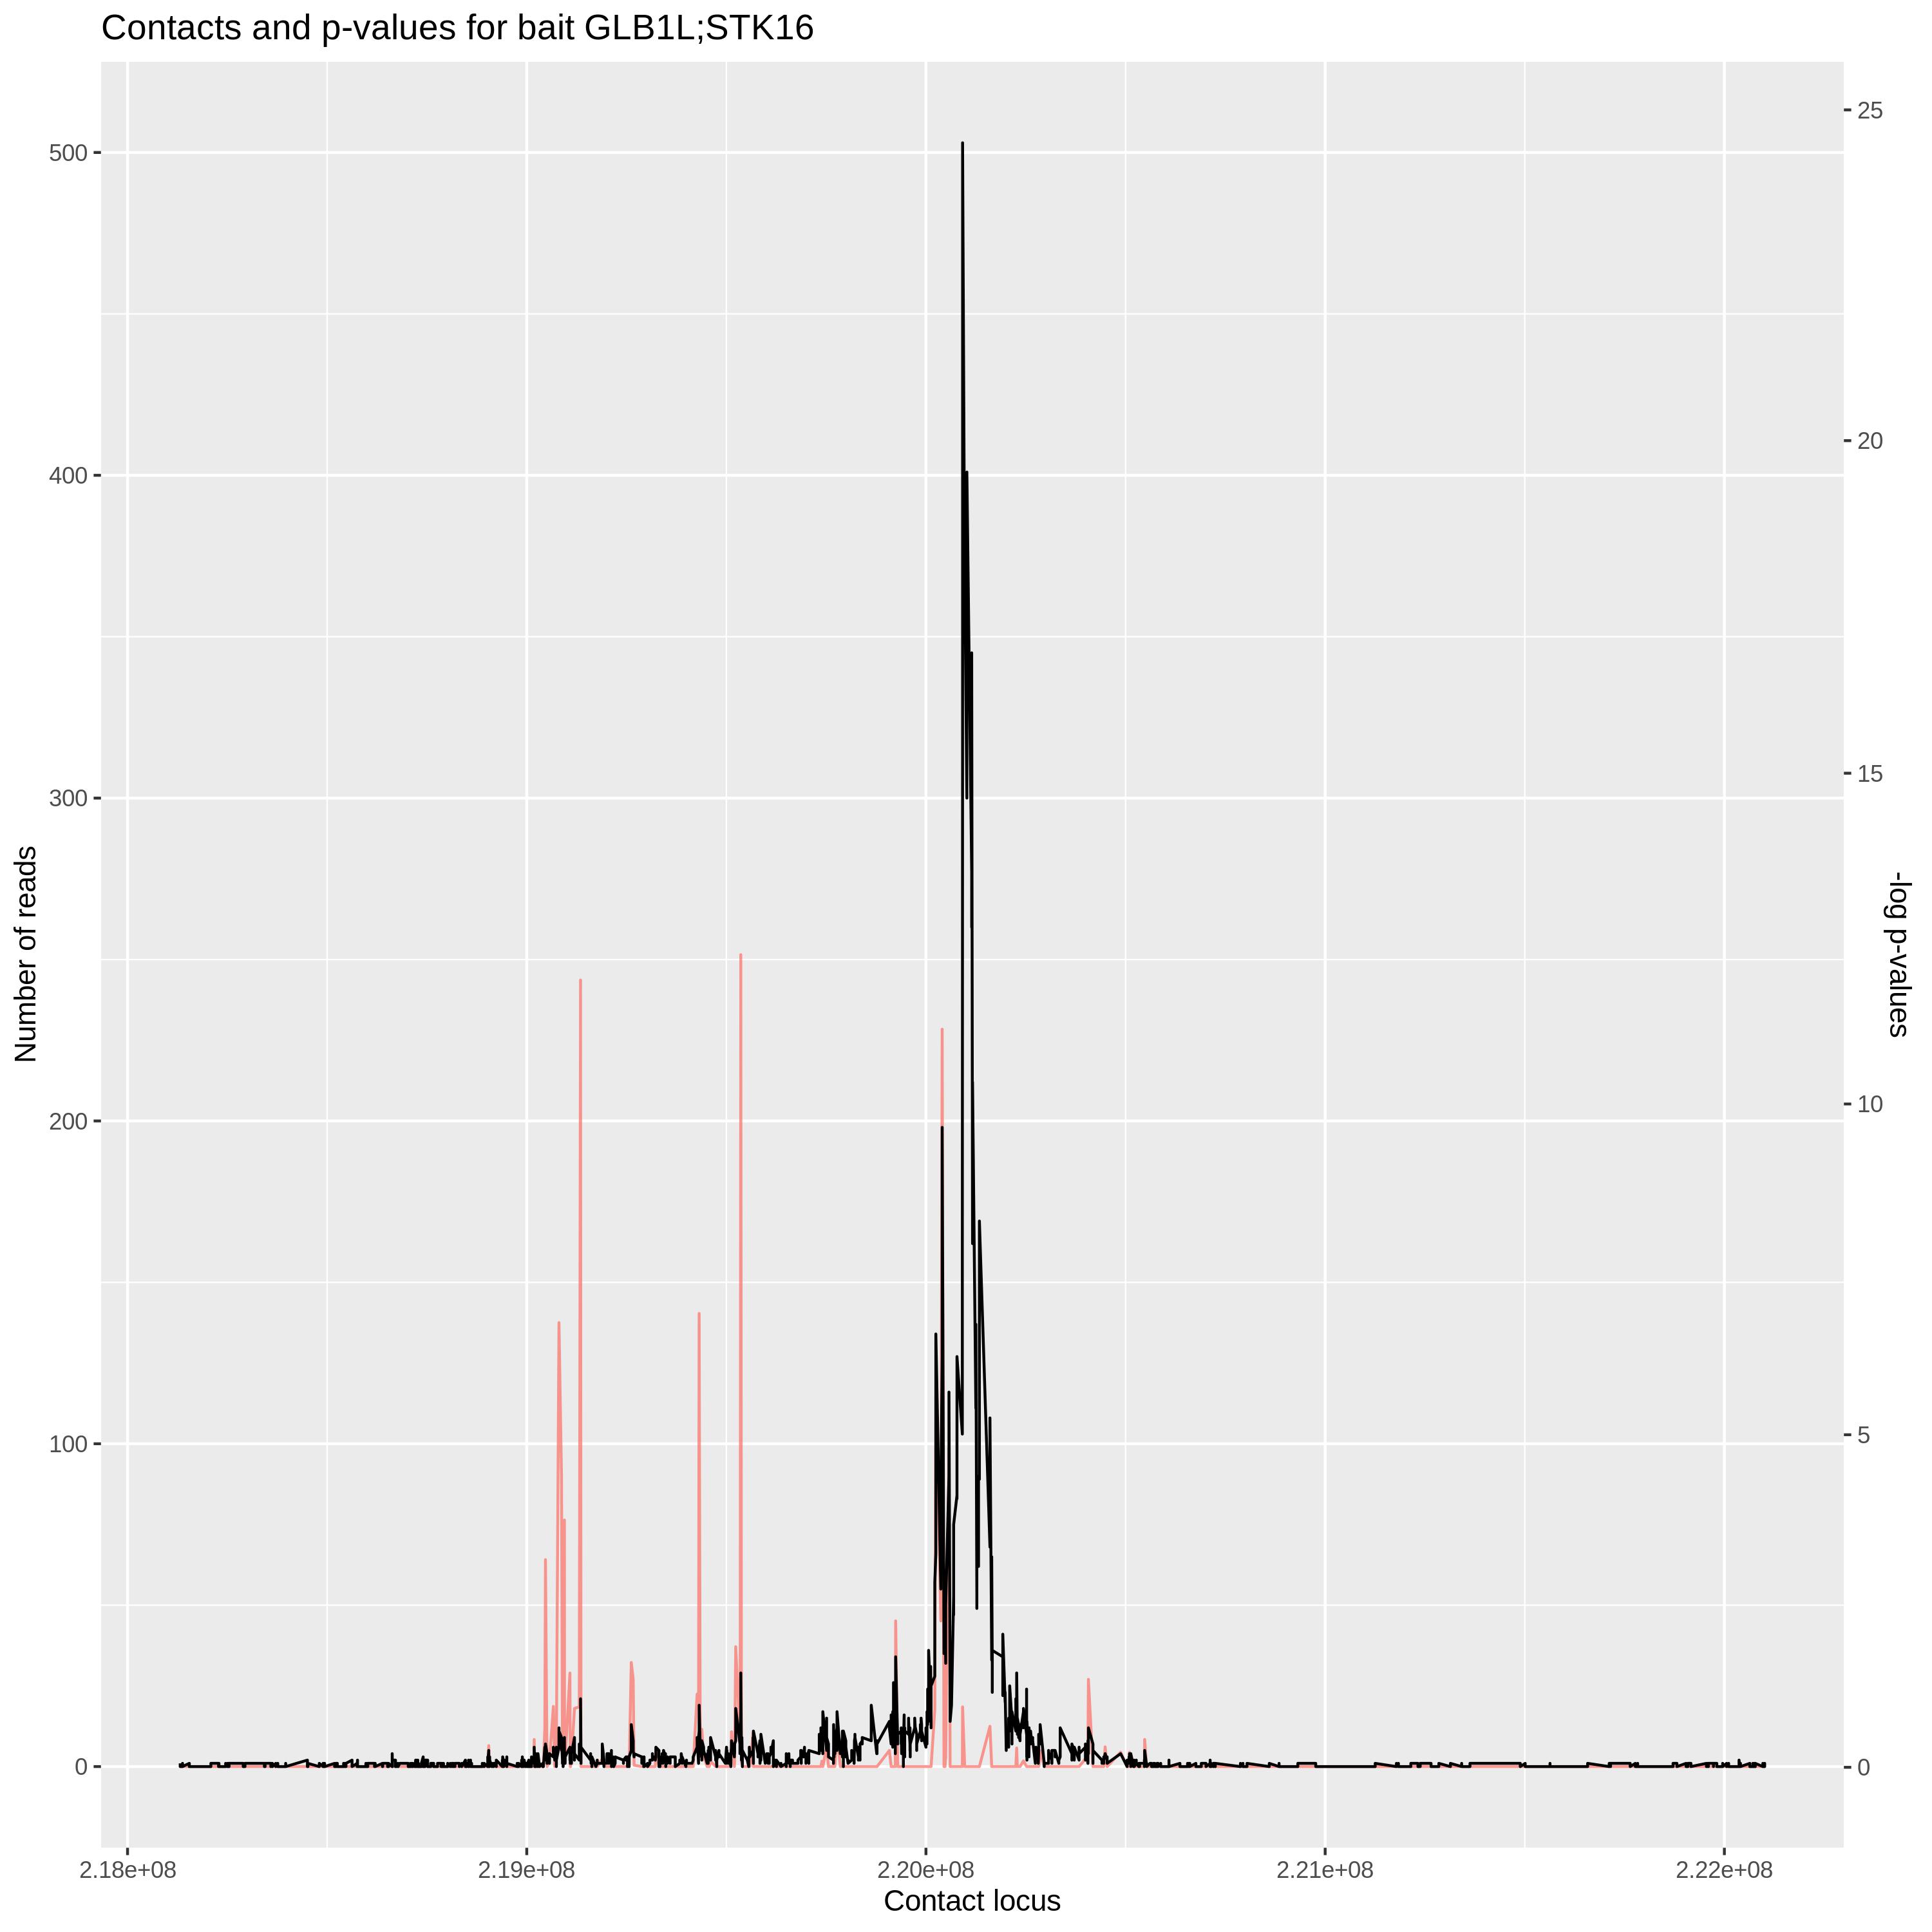 Contacts and p-values for bait GLB1L;STK16
500
400
300
200
100
0
Number of reads
25
20
15
10
5
0
-log p-values
2.18e+08
2.19e+08
2.20e+08
2.21e+08
2.22e+08
Contact locus